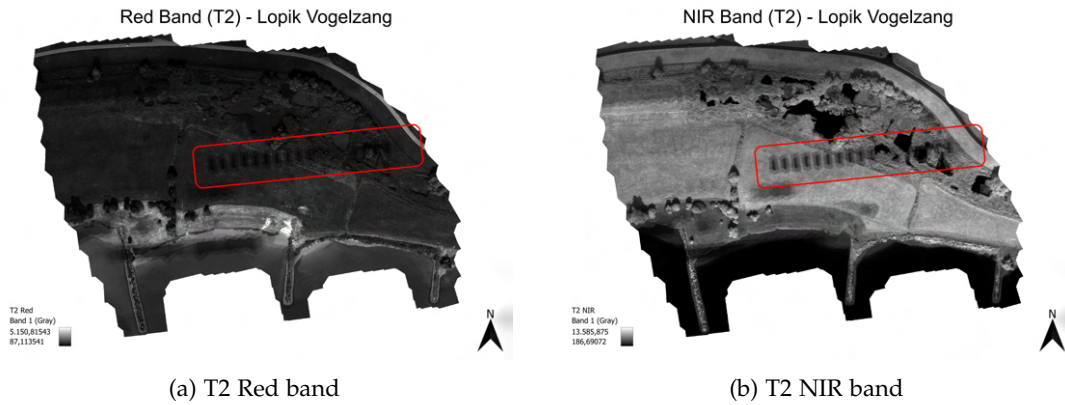 Red Band (T2) - Lopik Vogelzang
T2 Red
Band 1 (Gray)
5.150,81543
87,113541
N
(a) T2 Red band
NIR Band (T2) - Lopik Vogelzang
T2 NIR
Band 1 (Gray)
13.585,875
186,69072
N
(b) T2 NIR band